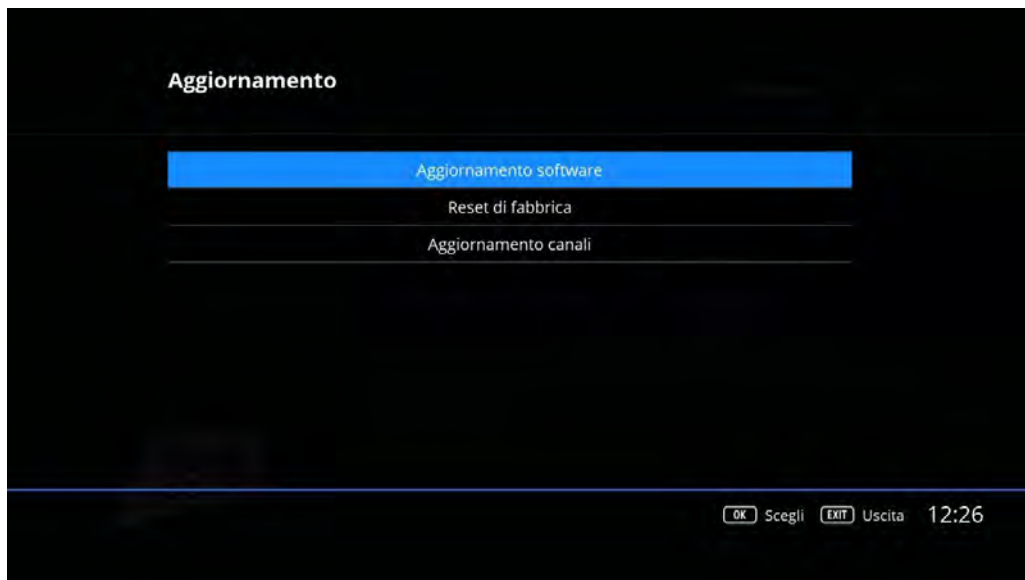 Aggiornamento
Aggiornamento software
Reset di fabbrica
Aggiornamento canali
OK Scegli EXIT Uscita 12:26